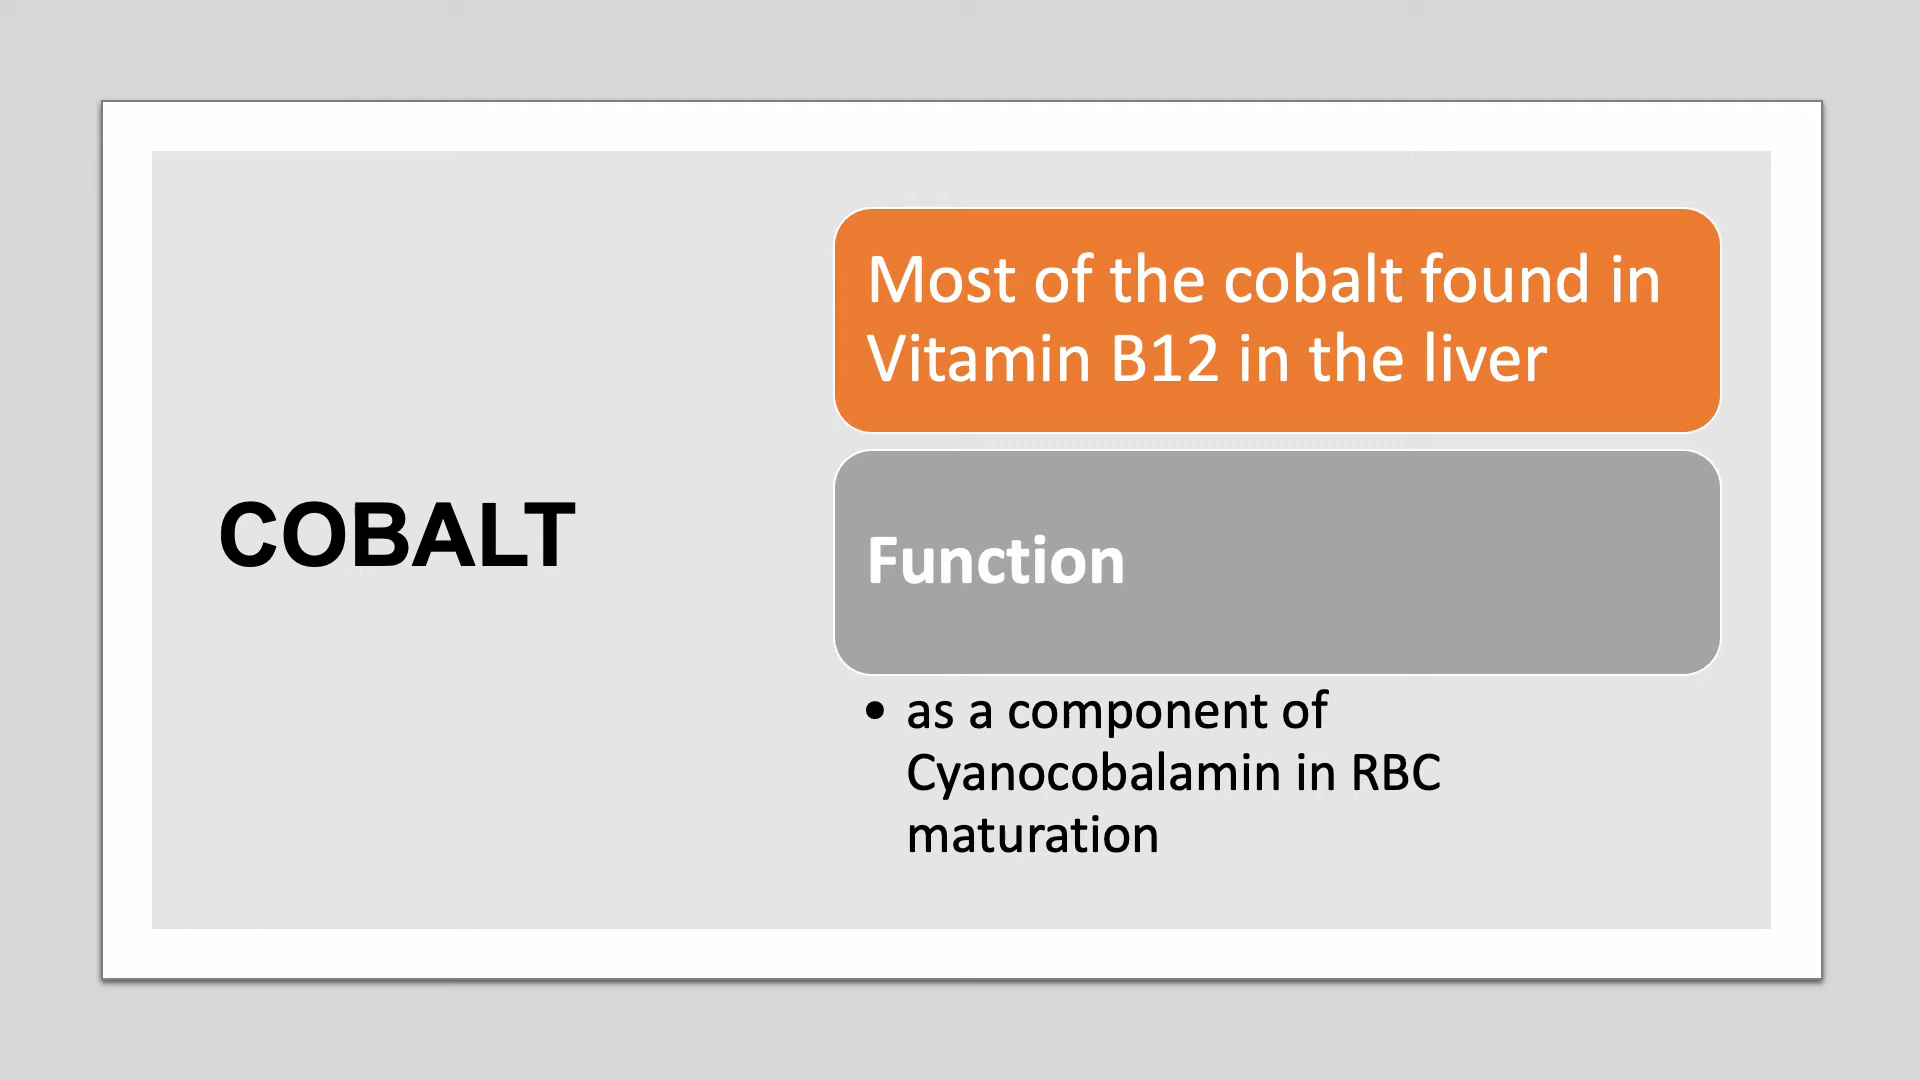 COBALT
Most of the cobalt found in
Vitamin B12 in the liver
Function
• as a component of
Cyanocobalamin in RBC
maturation